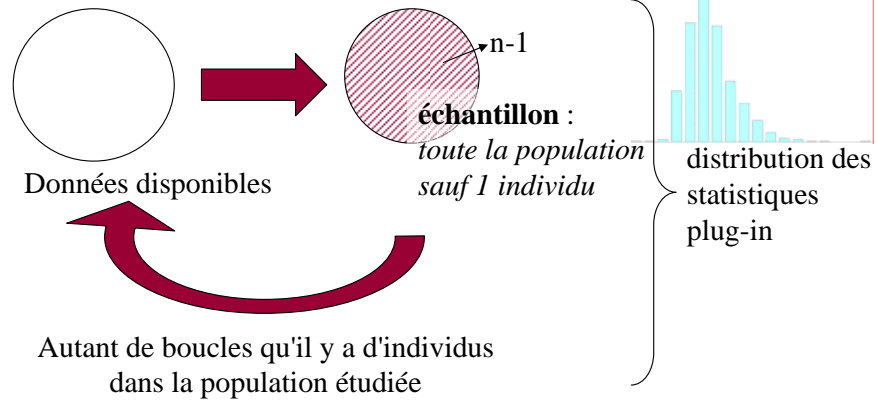 n-1
échantillon :
toute la population
sauf 1 individu
Données disponibles
distribution des
statistiques
plug-in
Autant de boucles qu'il y a d'individus
dans la population étudiée